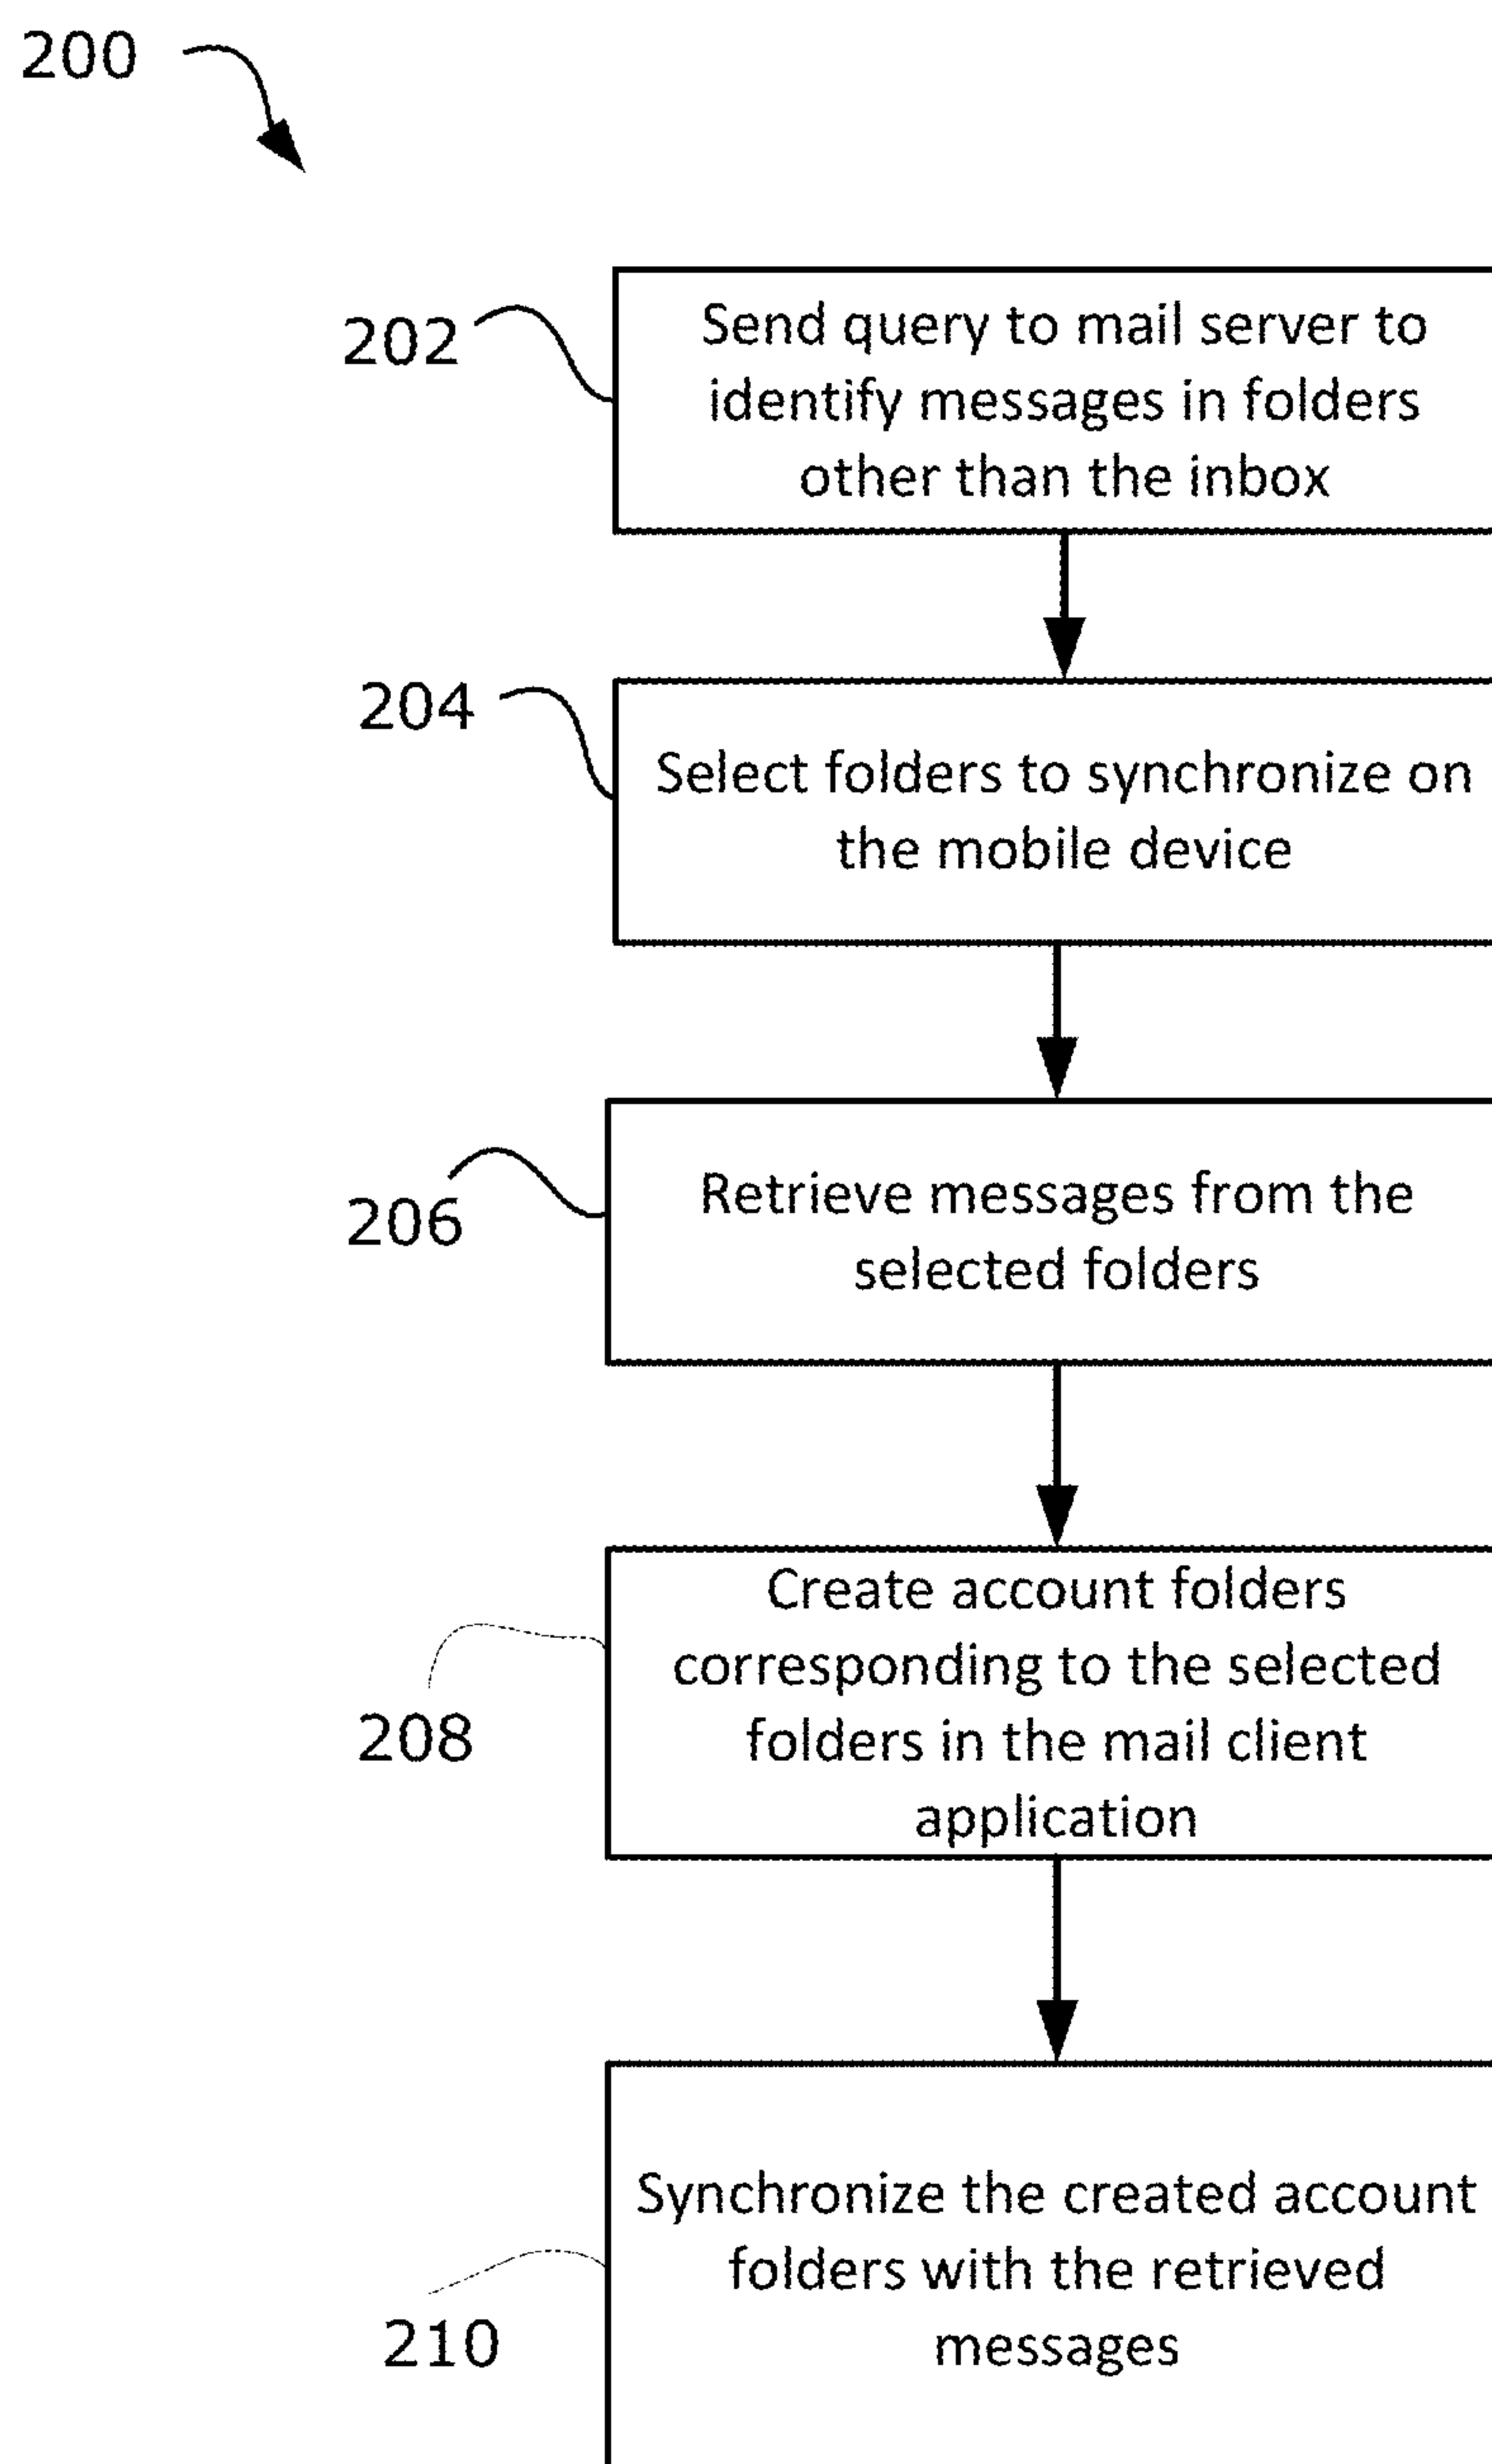 200
202
Send query to mail server to
identify messages in folders
other than the inbox
204
Select folders to synchronize on
the mobile device
206
Retrieve messages from the
selected folders
208
Create account folders
corresponding to the selected
folders in the mail client
application
210
Synchronize the created account
folders with the retrieved
messages